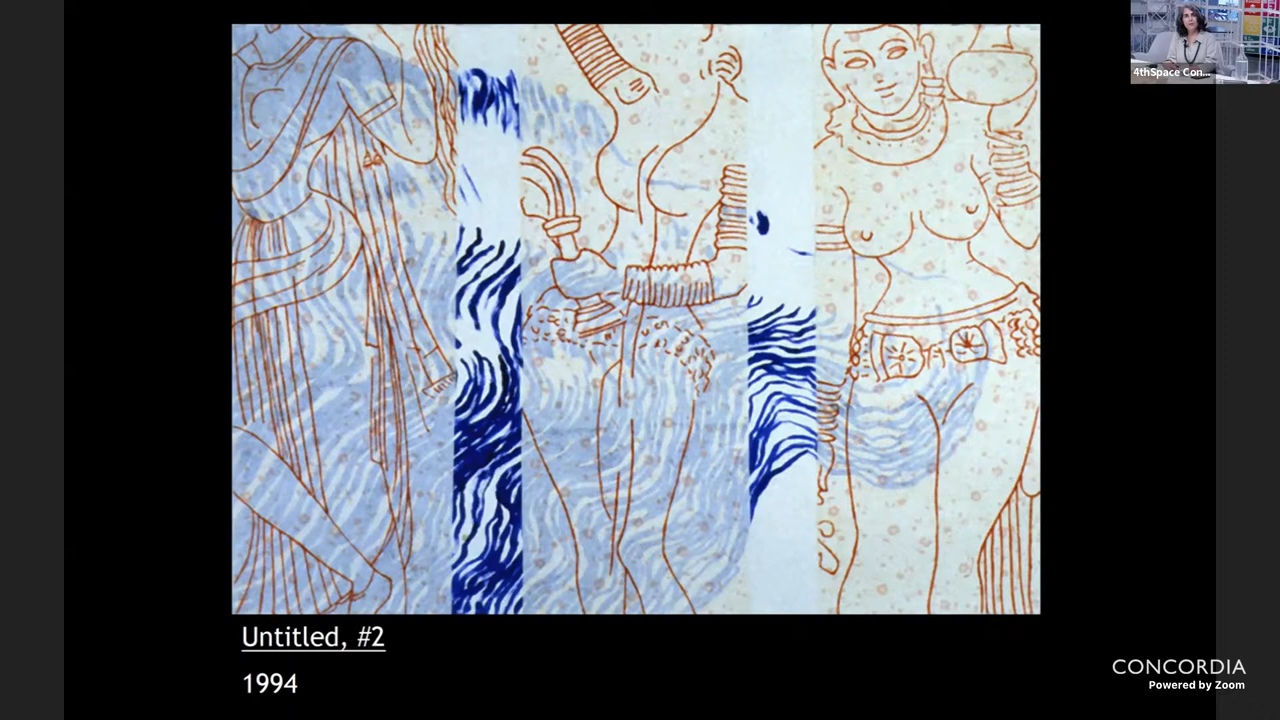 4thSpace Con...
Untitled, #2
1994
CONCORDIA
Powered by Zoom